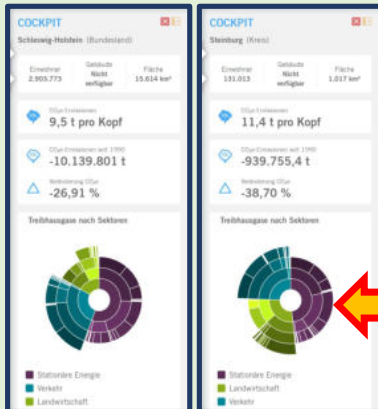 COCKPIT
Schleswig-Holstein (Bundesland)
Einwohner
2.905.773
Gebäude
Nicht
verfügbar
Fläche
15.614 km²
CO₂e Emissionen
9,5 t pro Kopf
CO₂e Emissionen seit 1990
-10.139.801 t
Veränderung CO₂e
-26,91 %
Treibhausgase nach Sektoren
Stationäre Energie
Verkehr
Landwirtschaft
COCKPIT
Steinburg (Kreis)
Einwohner
131.013
Gebäude
Nicht
verfügbar
Fläche
1.017 km²
CO₂e Emissionen
11,4 t pro Kopf
CO₂e Emissionen seit 1990
-939.755,4 t
Veränderung CO₂e
-38,70 %
Treibhausgase nach Sektoren
Stationäre Energie
Landwirtschaft
Verkehr